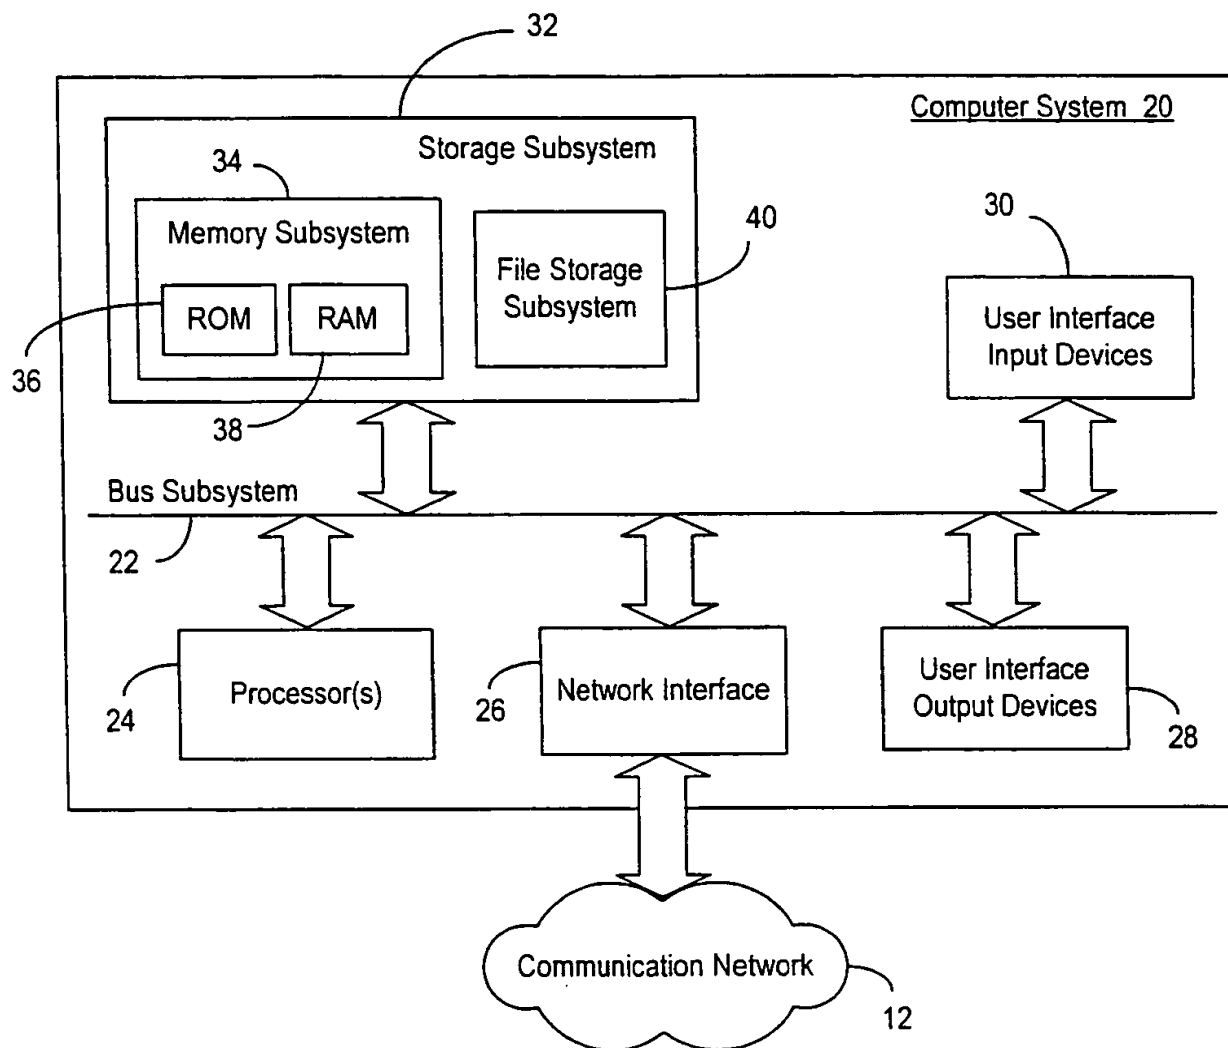 32
Computer System 20
Storage Subsystem
34
Memory Subsystem
40
30
File Storage
Subsystem
ROM
RAM
User Interface
Input Devices
36
38
Bus Subsystem
22
Processor(s)
24
Network Interface
26
User Interface
Output Devices
28
Communication Network
12